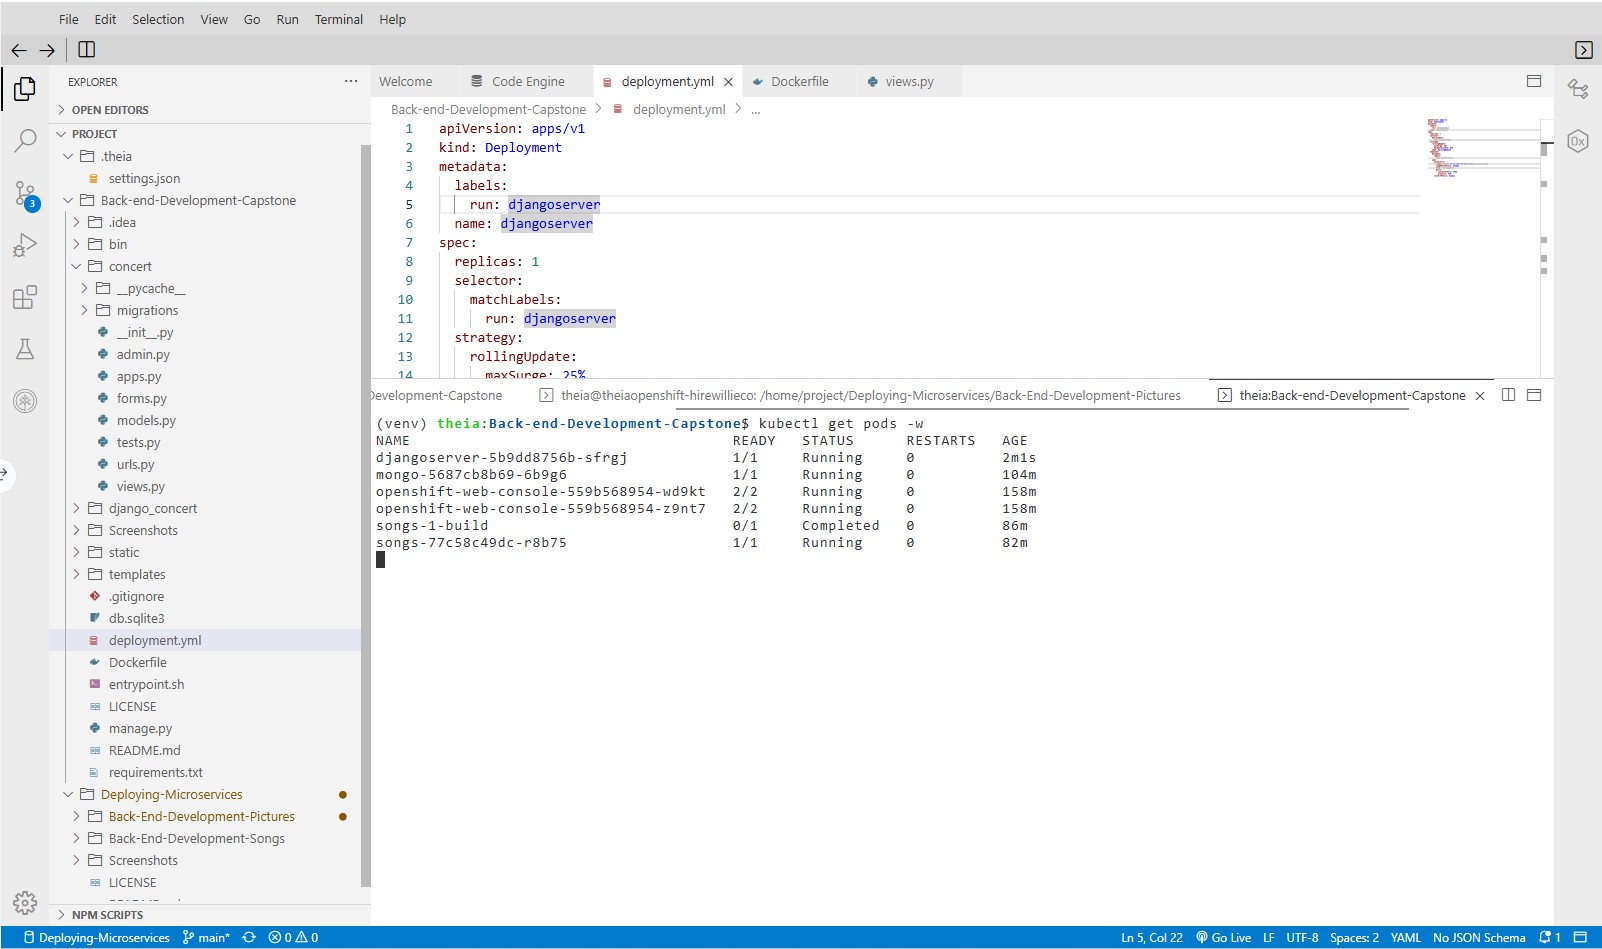 File Edit Selection View Go Run Terminal Help
EXPLORER
OPEN EDITORS
PROJECT
.theia
settings.json
Back-end-Development-Capstone
.idea
bin
concert
__pycache__
migrations
__init__.py
admin.py
apps.py
forms.py
models.py
tests.py
urls.py
views.py
django_concert
Screenshots
static
templates
.gitignore
db.sqlite3
deployment.yml
Dockerfile
entrypoint.sh
LICENSE
manage.py
README.md
requirements.txt
Deploying-Microservices
Back-End-Development-Pictures
Back-End-Development-Songs
Screenshots
LICENSE
NPM SCRIPTS
3
Welcome Code Engine deployment.yml Dockerfile views.py
Back-end-Development-Capstone > deployment.yml > ...
1 apiVersion: apps/v1
2 kind: Deployment
3 metadata:
4 labels:
5 run: djangoserver
6 name: djangoserver
7 spec:
8 replicas: 1
9 selector:
10 matchLabels:
11 run: djangoserver
12 strategy:
13 rollingUpdate:
14 maxSurge: 25%
Development-Capstone theia@theiaopenshift-hirewillieco: /home/project/Deploying-Microservices/Back-End-Development-Pictures theia:Back-end-Development-Capstone
(venv) theia:Back-end-Development-Capstone$ kubectl get pods -w
NAME READY STATUS RESTARTS AGE
djangoserver-5b9dd8756b-sfrgj 1/1 Running 0 2m1s
mongo-5687cb8b69-6b9g6 1/1 Running 0 104m
openshift-web-console-559b568954-wd9kt 2/2 Running 0 158m
openshift-web-console-559b568954-z9nt7 2/2 Running 0 158m
songs-1-build 0/1 Completed 0 86m
songs-77c58c49dc-r8b75 1/1 Running 0 82m
Deploying-Microservices main* 0 0 Ln 5, Col 22 Go Live LF UTF-8 Spaces: 2 YAML No JSON Schema 1